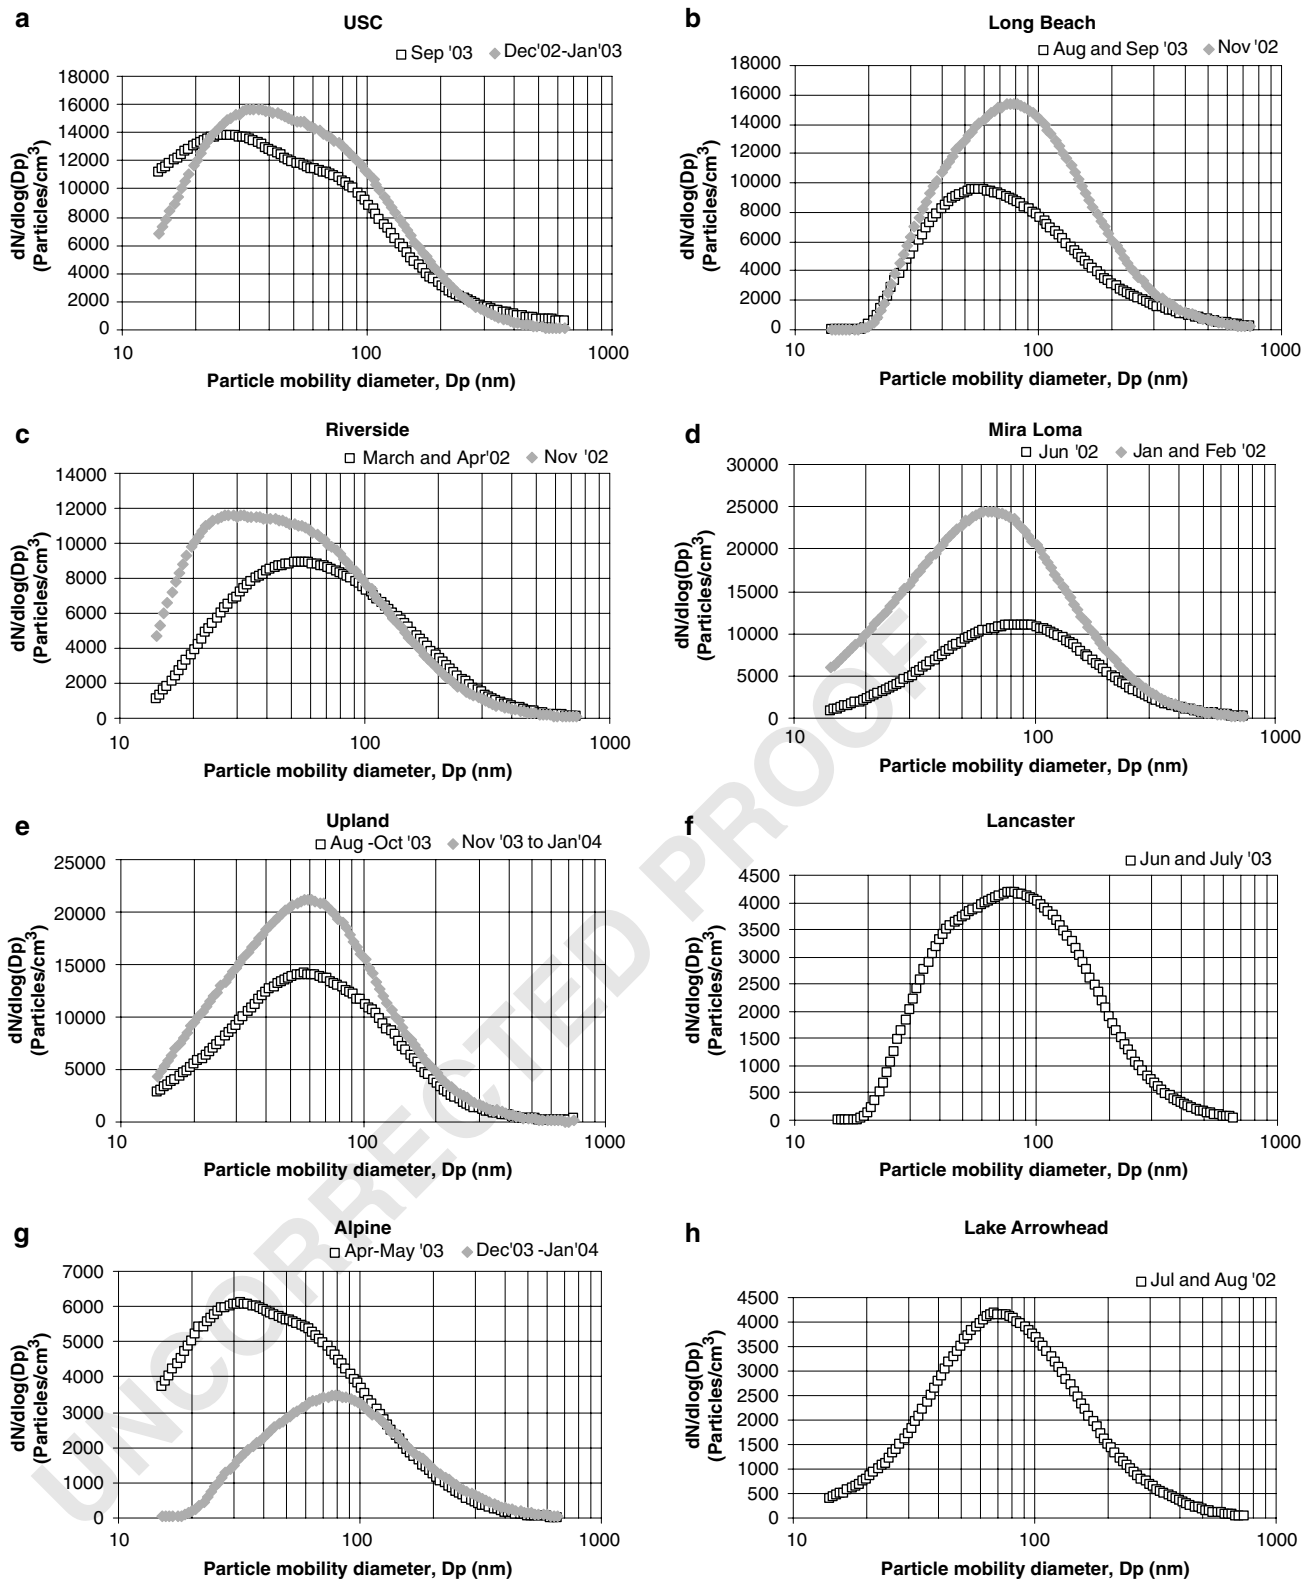 a
USC
Sep '03 Dec'02-Jan'03
18000
16000
14000
12000
10000
8000
6000
4000
2000
0
dN/dlog(Dp)
(Particles/cm3)
10 100 1000
Particle mobility diameter, Dp (nm)
b
Long Beach
Aug and Sep '03 Nov'02
18000
16000
14000
12000
10000
8000
6000
4000
2000
0
dN/dlog(Dp)
(Particles/cm3)
10 100 1000
Particle mobility diameter, Dp (nm)
c
Riverside
March and Apr'02 Nov '02
14000
12000
10000
8000
6000
4000
2000
0
dN/dlog(Dp)
(Particles/cm3)
10 100 1000
Particle mobility diameter, Dp (nm)
d
Mira Loma
Jun '02 Jan and Feb '02
30000
25000
20000
15000
10000
5000
0
dN/dlog(Dp)
(Particles/cm3)
10 100 1000
Particle mobility diameter, Dp (nm)
e
Upland
Aug -Oct '03 Nov '03 to Jan'04
25000
20000
15000
10000
5000
0
dN/dlog(Dp)
(Particles/cm3)
10 100 1000
Particle mobility diameter, Dp (nm)
f
Lancaster
Jun and July '03
4500
4000
3500
3000
2500
2000
1500
1000
500
0
dN/dlog(Dp)
(Particles/cm3)
10 100 1000
Particle mobility diameter, Dp (nm)
g
Alpine
Apr-May '03 Dec'03 -Jan'04
7000
6000
5000
4000
3000
2000
1000
0
dN/dlog(Dp)
(Particles/cm3)
10 100 1000
Particle mobility diameter, Dp (nm)
h
Lake Arrowhead
Jul and Aug '02
4500
4000
3500
3000
2500
2000
1500
1000
500
0
dN/dlog(Dp)
(Particles/cm3)
10 100 1000
Particle mobility diameter, Dp (nm)
UNCORRECTED PROOF